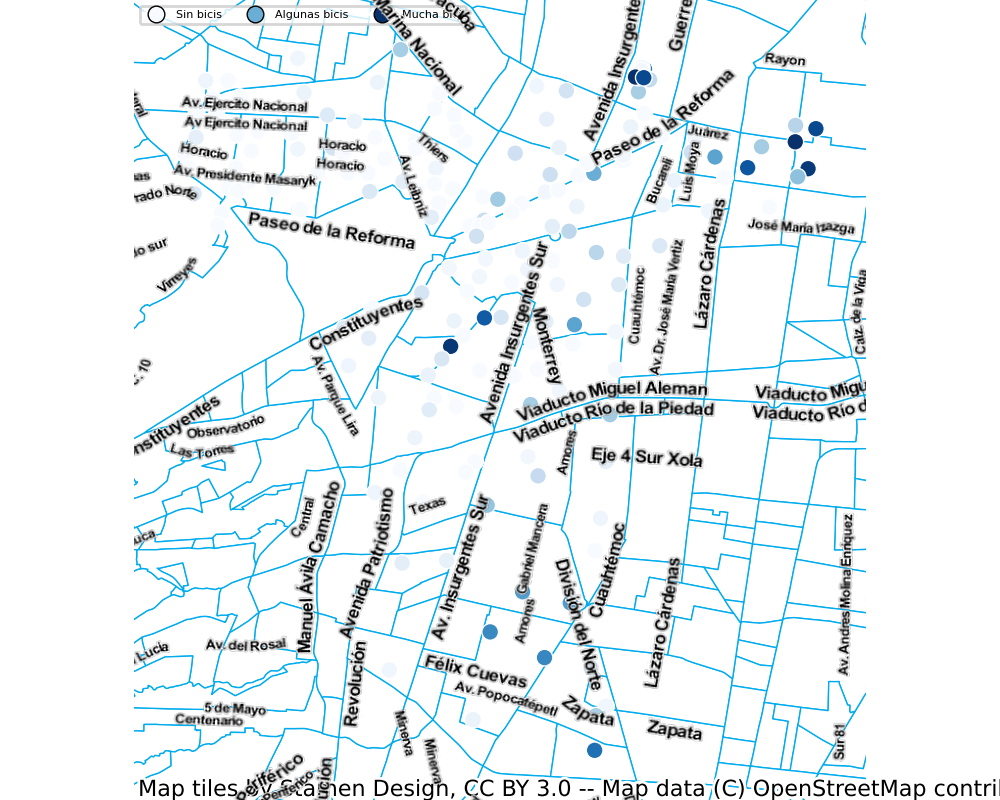 Sin bicis
Algunas bicis
Mucha bi
Marina Nacional
Avenida Insurgente
Guerre
Rayon
Paseo de la Reforma
Av. Ejercito Nacional
Av Ejercito Nacional
Juárez
Horacio
Horacio
Horacio
Thiers
Av. Leibniz
Bucareli
Luis Moya
Av. Presidente Masaryk
rado Norte
Paseo de la Reforma
José María Izazga
Lázaro Cárdenas
lo sur
Virreyes
Avenida Insurgentes Sur
Cuauhtémoc
Av. Dr. José María Vertiz
Calz. de la Viga
Constituyentes
Monterrey
Av. Parque Lira
Viaducto Miguel Aleman
Viaducto Migu
Viaducto Río de la Piedad
Viaducto Río d
nstituyentes
Observatorio
Las Torres
Amores
Eje 4 Sur Xola
Central
Texas
Manuel Ávila Camacho
Avenida Patriotismo
Av. Insurgentes Sur
Gabriel Mancera
Amores
División del Norte
Cuauhtémoc
Lázaro Cárdenas
Av. Andres Molina Enriquez
Lucia
Av. del Rosal
Revolución
Félix Cuevas
Av. Popocatépetl
Zapata
Zapata
5 de Mayo
Centenario
Minerva
Minerva
Sur 81
Periférico
Periférico
ución
Map tiles by Stamen Design, CC BY 3.0 -- Map data (C) OpenStreetMap contri